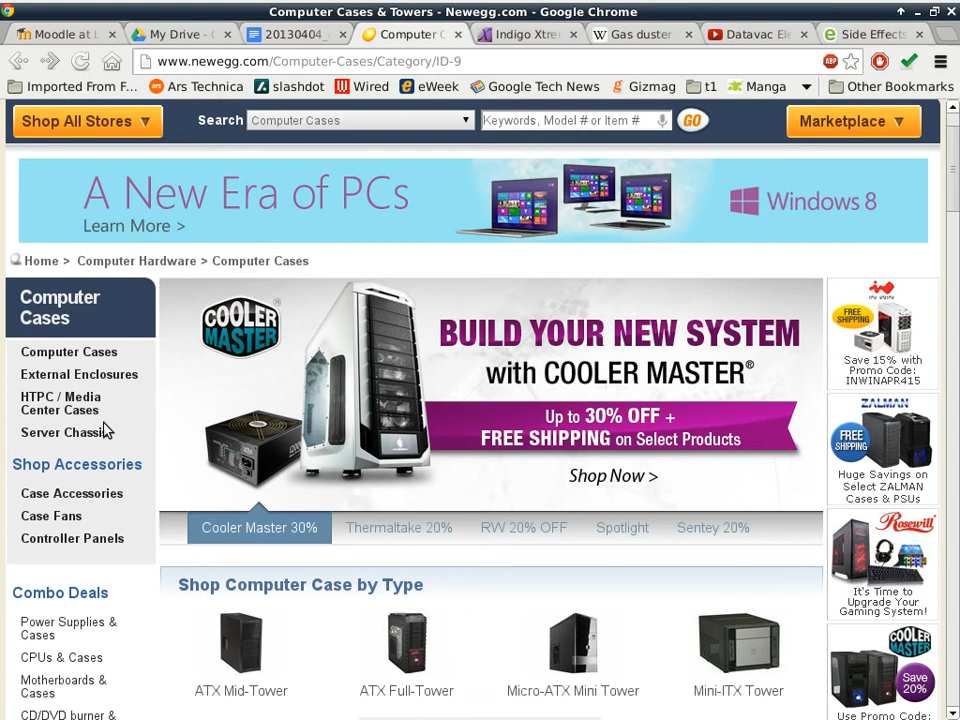 Computer Cases & Towers - Newegg.com - Google Chrome
Moodle at L
My Drive -
20130404_
Computer C
Indigo Xtre
Gas duster
Datavac Ele
Side Effects
www.newegg.com/Computer-Cases/Category/ID-9
ABP
Imported From F...
Ars Technica
slashdot
Wired
eWeek
Google Tech News
Gizmag
t1
Manga
Other Bookmarks
Shop All Stores ▼
Search
Computer Cases
Keywords, Model # or Item #
GO
Marketplace ▼
A New Era of PCs
Learn More >
Windows 8
Home > Computer Hardware > Computer Cases
Computer
Cases
Computer Cases
External Enclosures
HTPC / Media
Center Cases
Server Chassis
Shop Accessories
Case Accessories
Case Fans
Controller Panels
Combo Deals
Power Supplies &
Cases
CPUs & Cases
Motherboards &
Cases
CD/DVD burner &
COOLER
MASTER®
BUILD YOUR NEW SYSTEM
with COOLER MASTER®
Up to 30% OFF +
FREE SHIPPING on Select Products
Shop Now >
Cooler Master 30%
Thermaltake 20%
RW 20% OFF
Spotlight
Sentey 20%
Shop Computer Case by Type
ATX Mid-Tower
ATX Full-Tower
Micro-ATX Mini Tower
Mini-ITX Tower
IN WIN
FREE
SHIPPING
Save 15% with
Promo Code:
INWINAPR415
ZALMAN
FREE
SHIPPING
Huge Savings on
Select ZALMAN
Cases & PSUs
Rosewill
It's Time to
Upgrade Your
Gaming System!
COOLER
MASTER
Save
20%
Use Promo Code: